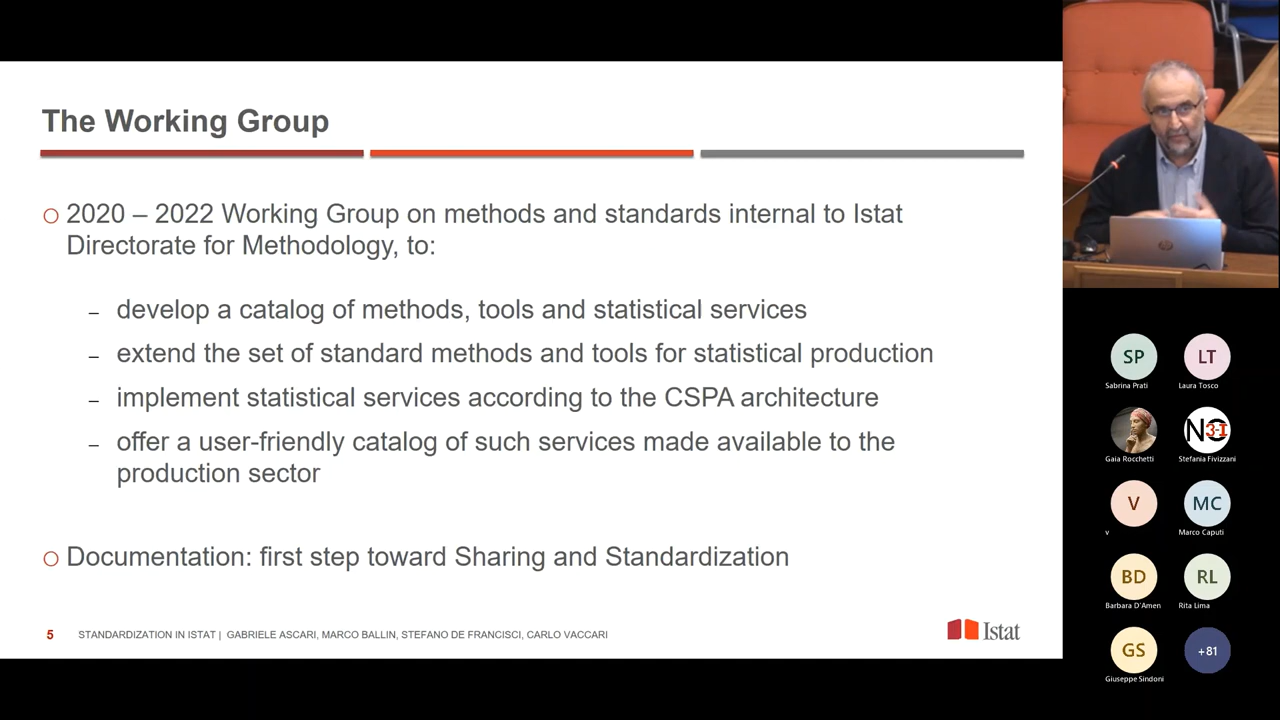 The Working Group
2020 – 2022 Working Group on methods and standards internal to Istat
Directorate for Methodology, to:
– develop a catalog of methods, tools and statistical services
– extend the set of standard methods and tools for statistical production
– implement statistical services according to the CSPA architecture
– offer a user-friendly catalog of such services made available to the
production sector
Documentation: first step toward Sharing and Standardization
5 STANDARDIZATION IN ISTAT | GABRIELE ASCARI, MARCO BALLIN, STEFANO DE FRANCISCI, CARLO VACCARI
Istat
hp
SP LT
Sabrina Prati Laura Tosco
N3-I
Gaia Rocchetti Stefania Fivizzani
V MC
v Marco Caputi
BD RL
Barbara D'Amen Rita Lima
GS +81
Giuseppe Sindoni